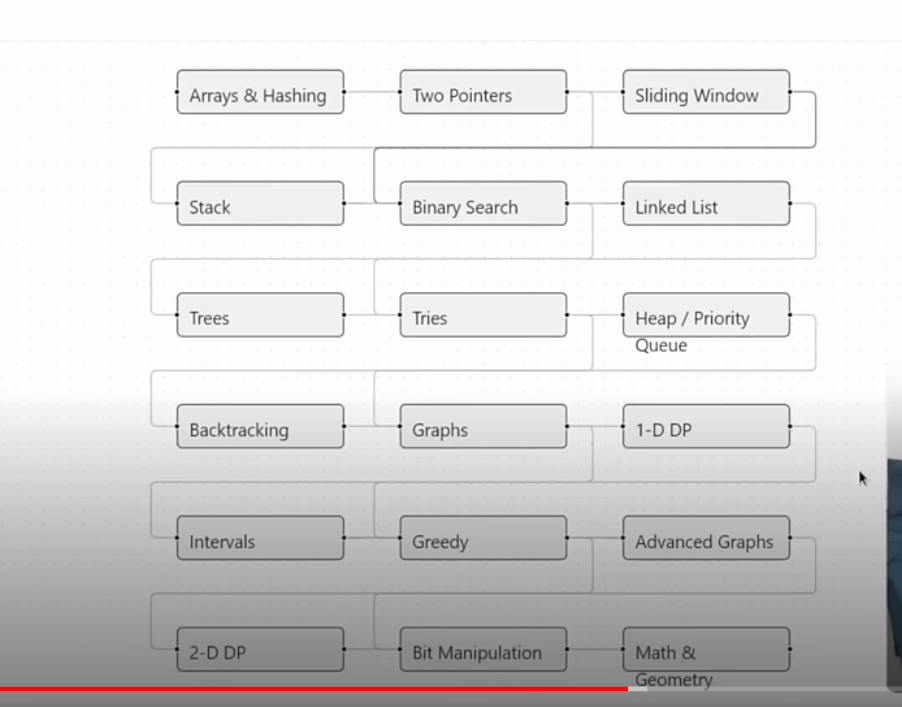 Arrays & Hashing
Two Pointers
Sliding Window
Stack
Binary Search
Linked List
Trees
Tries
Heap / Priority
Queue
Backtracking
Graphs
1-D DP
Intervals
Greedy
Advanced Graphs
2-D DP
Bit Manipulation
Math &
Geometry